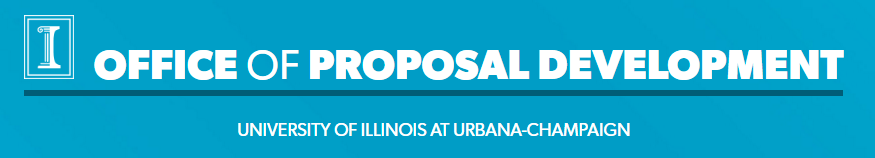 OFFICE OF PROPOSAL DEVELOPMENT
UNIVERSITY OF ILLINOIS AT URBANA-CHAMPAIGN